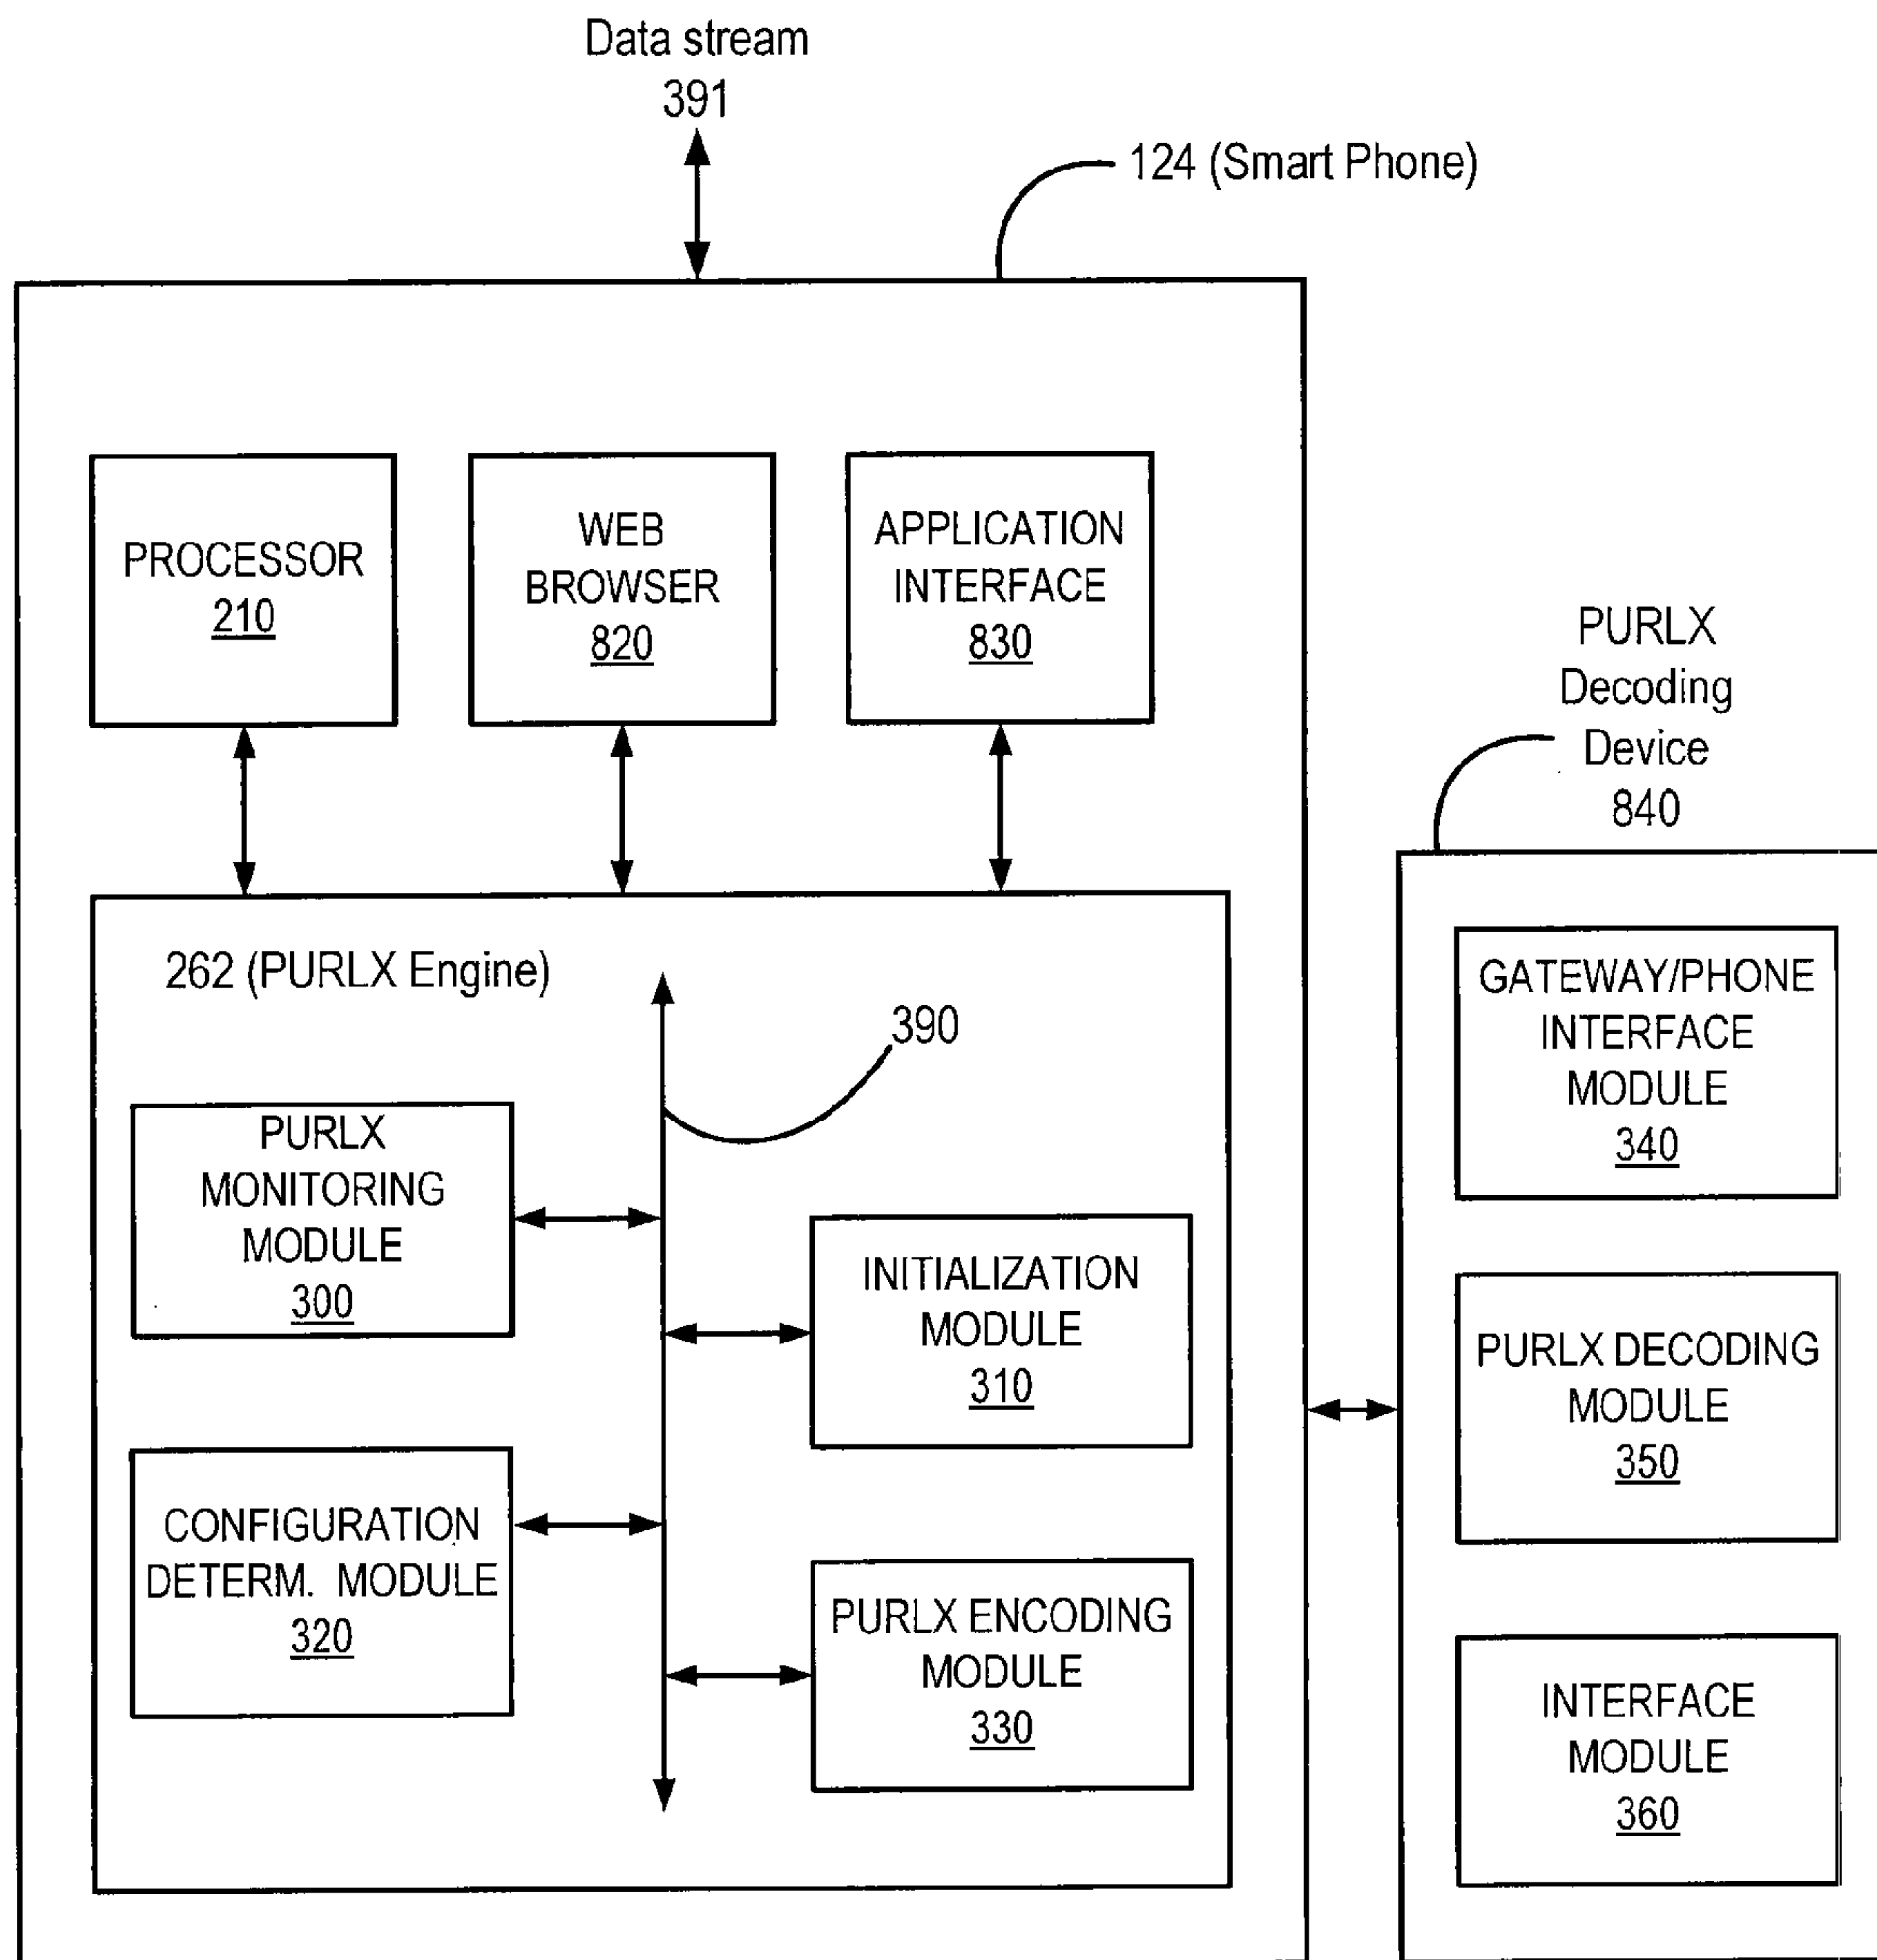 Data stream
391
124 (Smart Phone)
PROCESSOR
210
WEB
BROWSER
820
APPLICATION
INTERFACE
830
PURLX
Decoding
Device
840
262 (PURLX Engine)
390
PURLX
MONITORING
MODULE
300
INITIALIZATION
MODULE
310
CONFIGURATION
DETERM. MODULE
320
PURLX ENCODING
MODULE
330
GATEWAY/PHONE
INTERFACE
MODULE
340
PURLX DECODING
MODULE
350
INTERFACE
MODULE
360